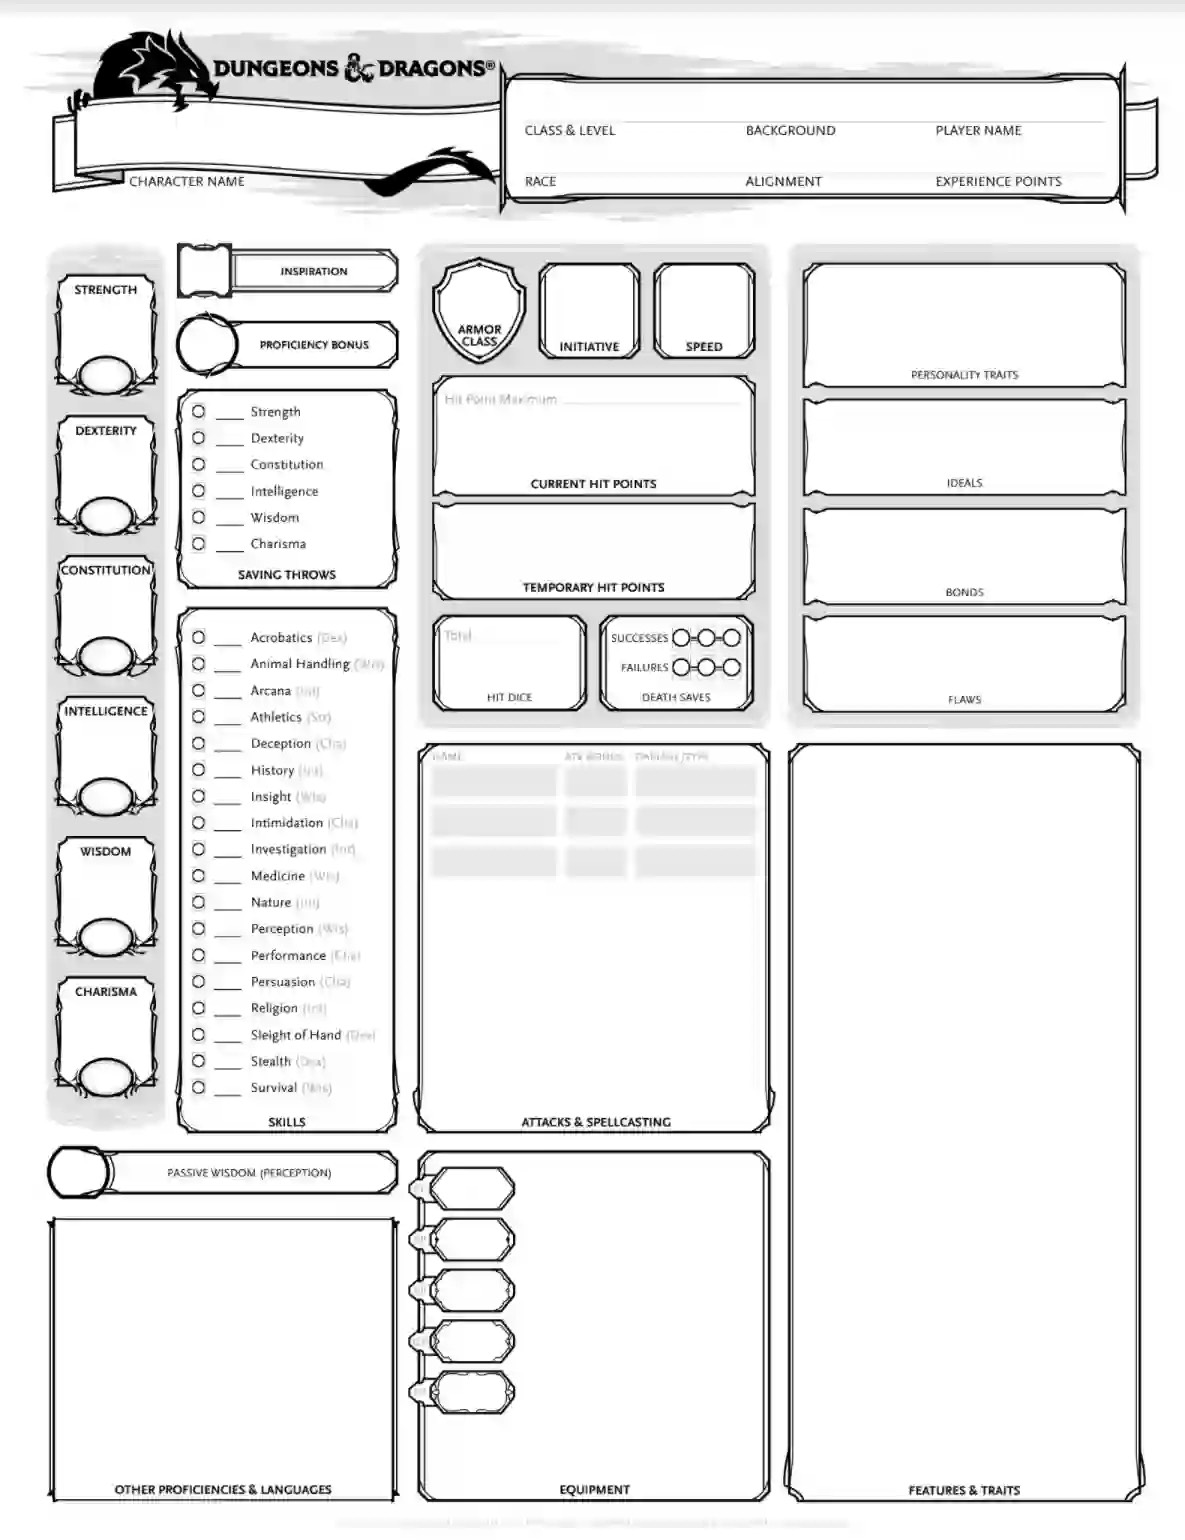 DUNGEONS & DRAGONS®
CLASS & LEVEL BACKGROUND PLAYER NAME
CHARACTER NAME
RACE ALIGNMENT EXPERIENCE POINTS
STRENGTH
DEXTERITY
CONSTITUTION
INTELLIGENCE
WISDOM
CHARISMA
INSPIRATION
PROFICIENCY BONUS
Strength
Dexterity
Constitution
Intelligence
Wisdom
Charisma
SAVING THROWS
Acrobatics (Dex)
Animal Handling (Wis)
Arcana (Int)
Athletics (Str)
Deception (Cha)
History (Int)
Insight (Wis)
Intimidation (Cha)
Investigation (Int)
Medicine (Wis)
Nature (Int)
Perception (Wis)
Performance (Cha)
Persuasion (Cha)
Religion (Int)
Sleight of Hand (Dex)
Stealth (Dex)
Survival (Wis)
SKILLS
PASSIVE WISDOM (PERCEPTION)
OTHER PROFICIENCIES & LANGUAGES
ARMOR
CLASS
INITIATIVE
SPEED
Hit Point Maximum
CURRENT HIT POINTS
TEMPORARY HIT POINTS
Total
HIT DICE
SUCCESSES
FAILURES
DEATH SAVES
NAME ATK BONUS DAMAGE/TYPE
ATTACKS & SPELLCASTING
EQUIPMENT
PERSONALITY TRAITS
IDEALS
BONDS
FLAWS
FEATURES & TRAITS